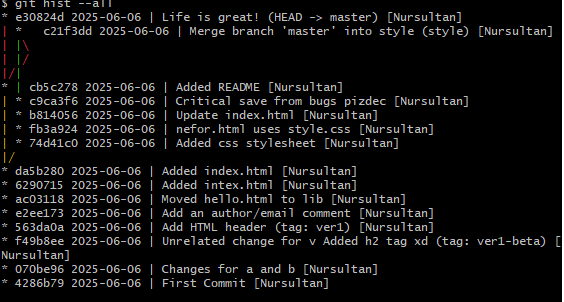 $ git hist --all
* e30824d 2025-06-06 | Life is great! (HEAD -> master) [Nursultan]
| *   c21f3dd 2025-06-06 | Merge branch 'master' into style (style) [Nursultan]
| |\
| |/
|/|
* | cb5c278 2025-06-06 | Added README [Nursultan]
| * c9ca3f6 2025-06-06 | Critical save from bugs pizdec [Nursultan]
| * b814056 2025-06-06 | Update index.html [Nursultan]
| * fb3a924 2025-06-06 | nefor.html uses style.css [Nursultan]
| * 74d41c0 2025-06-06 | Added css stylesheet [Nursultan]
|/
* da5b280 2025-06-06 | Added index.html [Nursultan]
* 6290715 2025-06-06 | Added intex.html [Nursultan]
* ac03118 2025-06-06 | Moved hello.html to lib [Nursultan]
* e2ee173 2025-06-06 | Add an author/email comment [Nursultan]
* 563da0a 2025-06-06 | Add HTML header (tag: ver1) [Nursultan]
* f49b8ee 2025-06-06 | Unrelated change for v Added h2 tag xd (tag: ver1-beta) [
Nursultan]
* 070be96 2025-06-06 | Changes for a and b [Nursultan]
* 4286b79 2025-06-06 | First Commit [Nursultan]